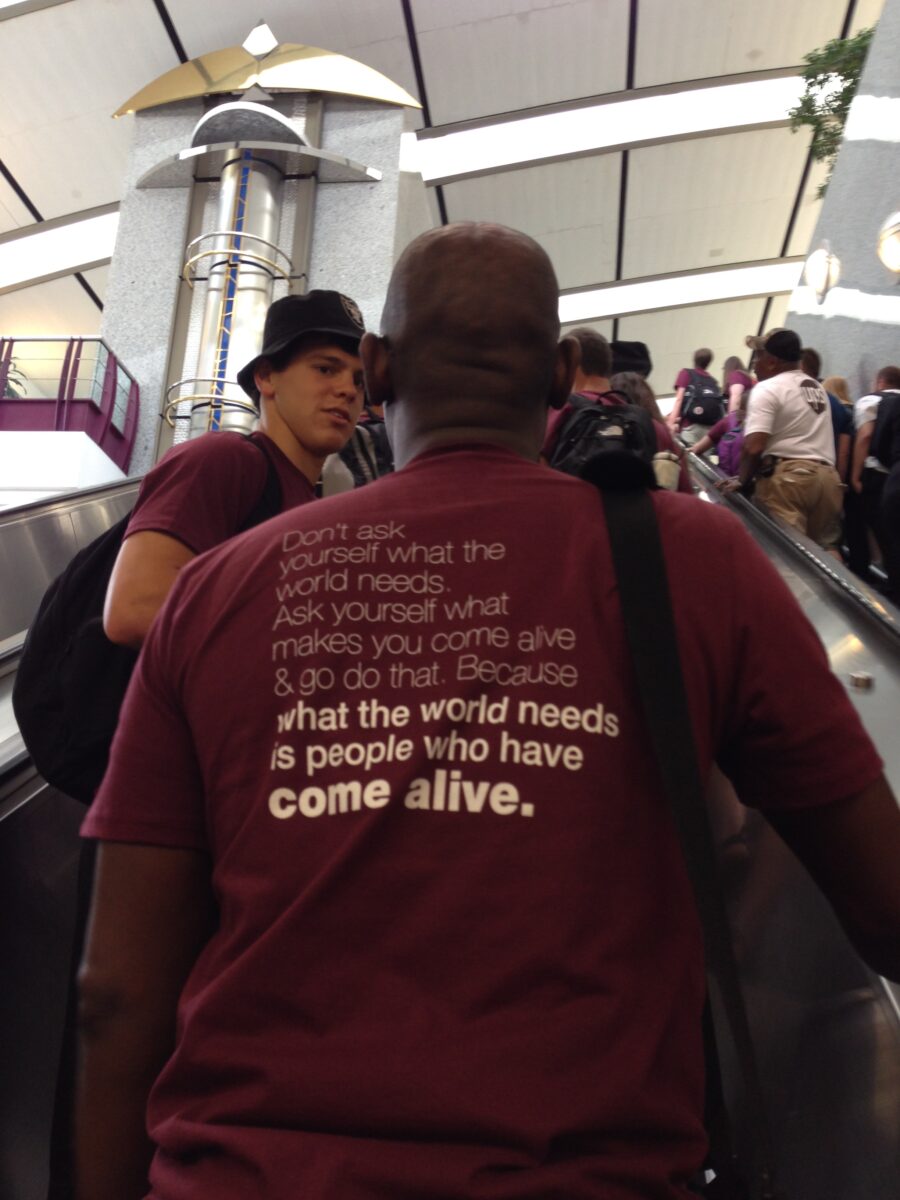 Don't ask
yourself what the
world needs.
Ask yourself what
makes you come alive
& go do that. Because
what the world needs
is people who have
come alive.